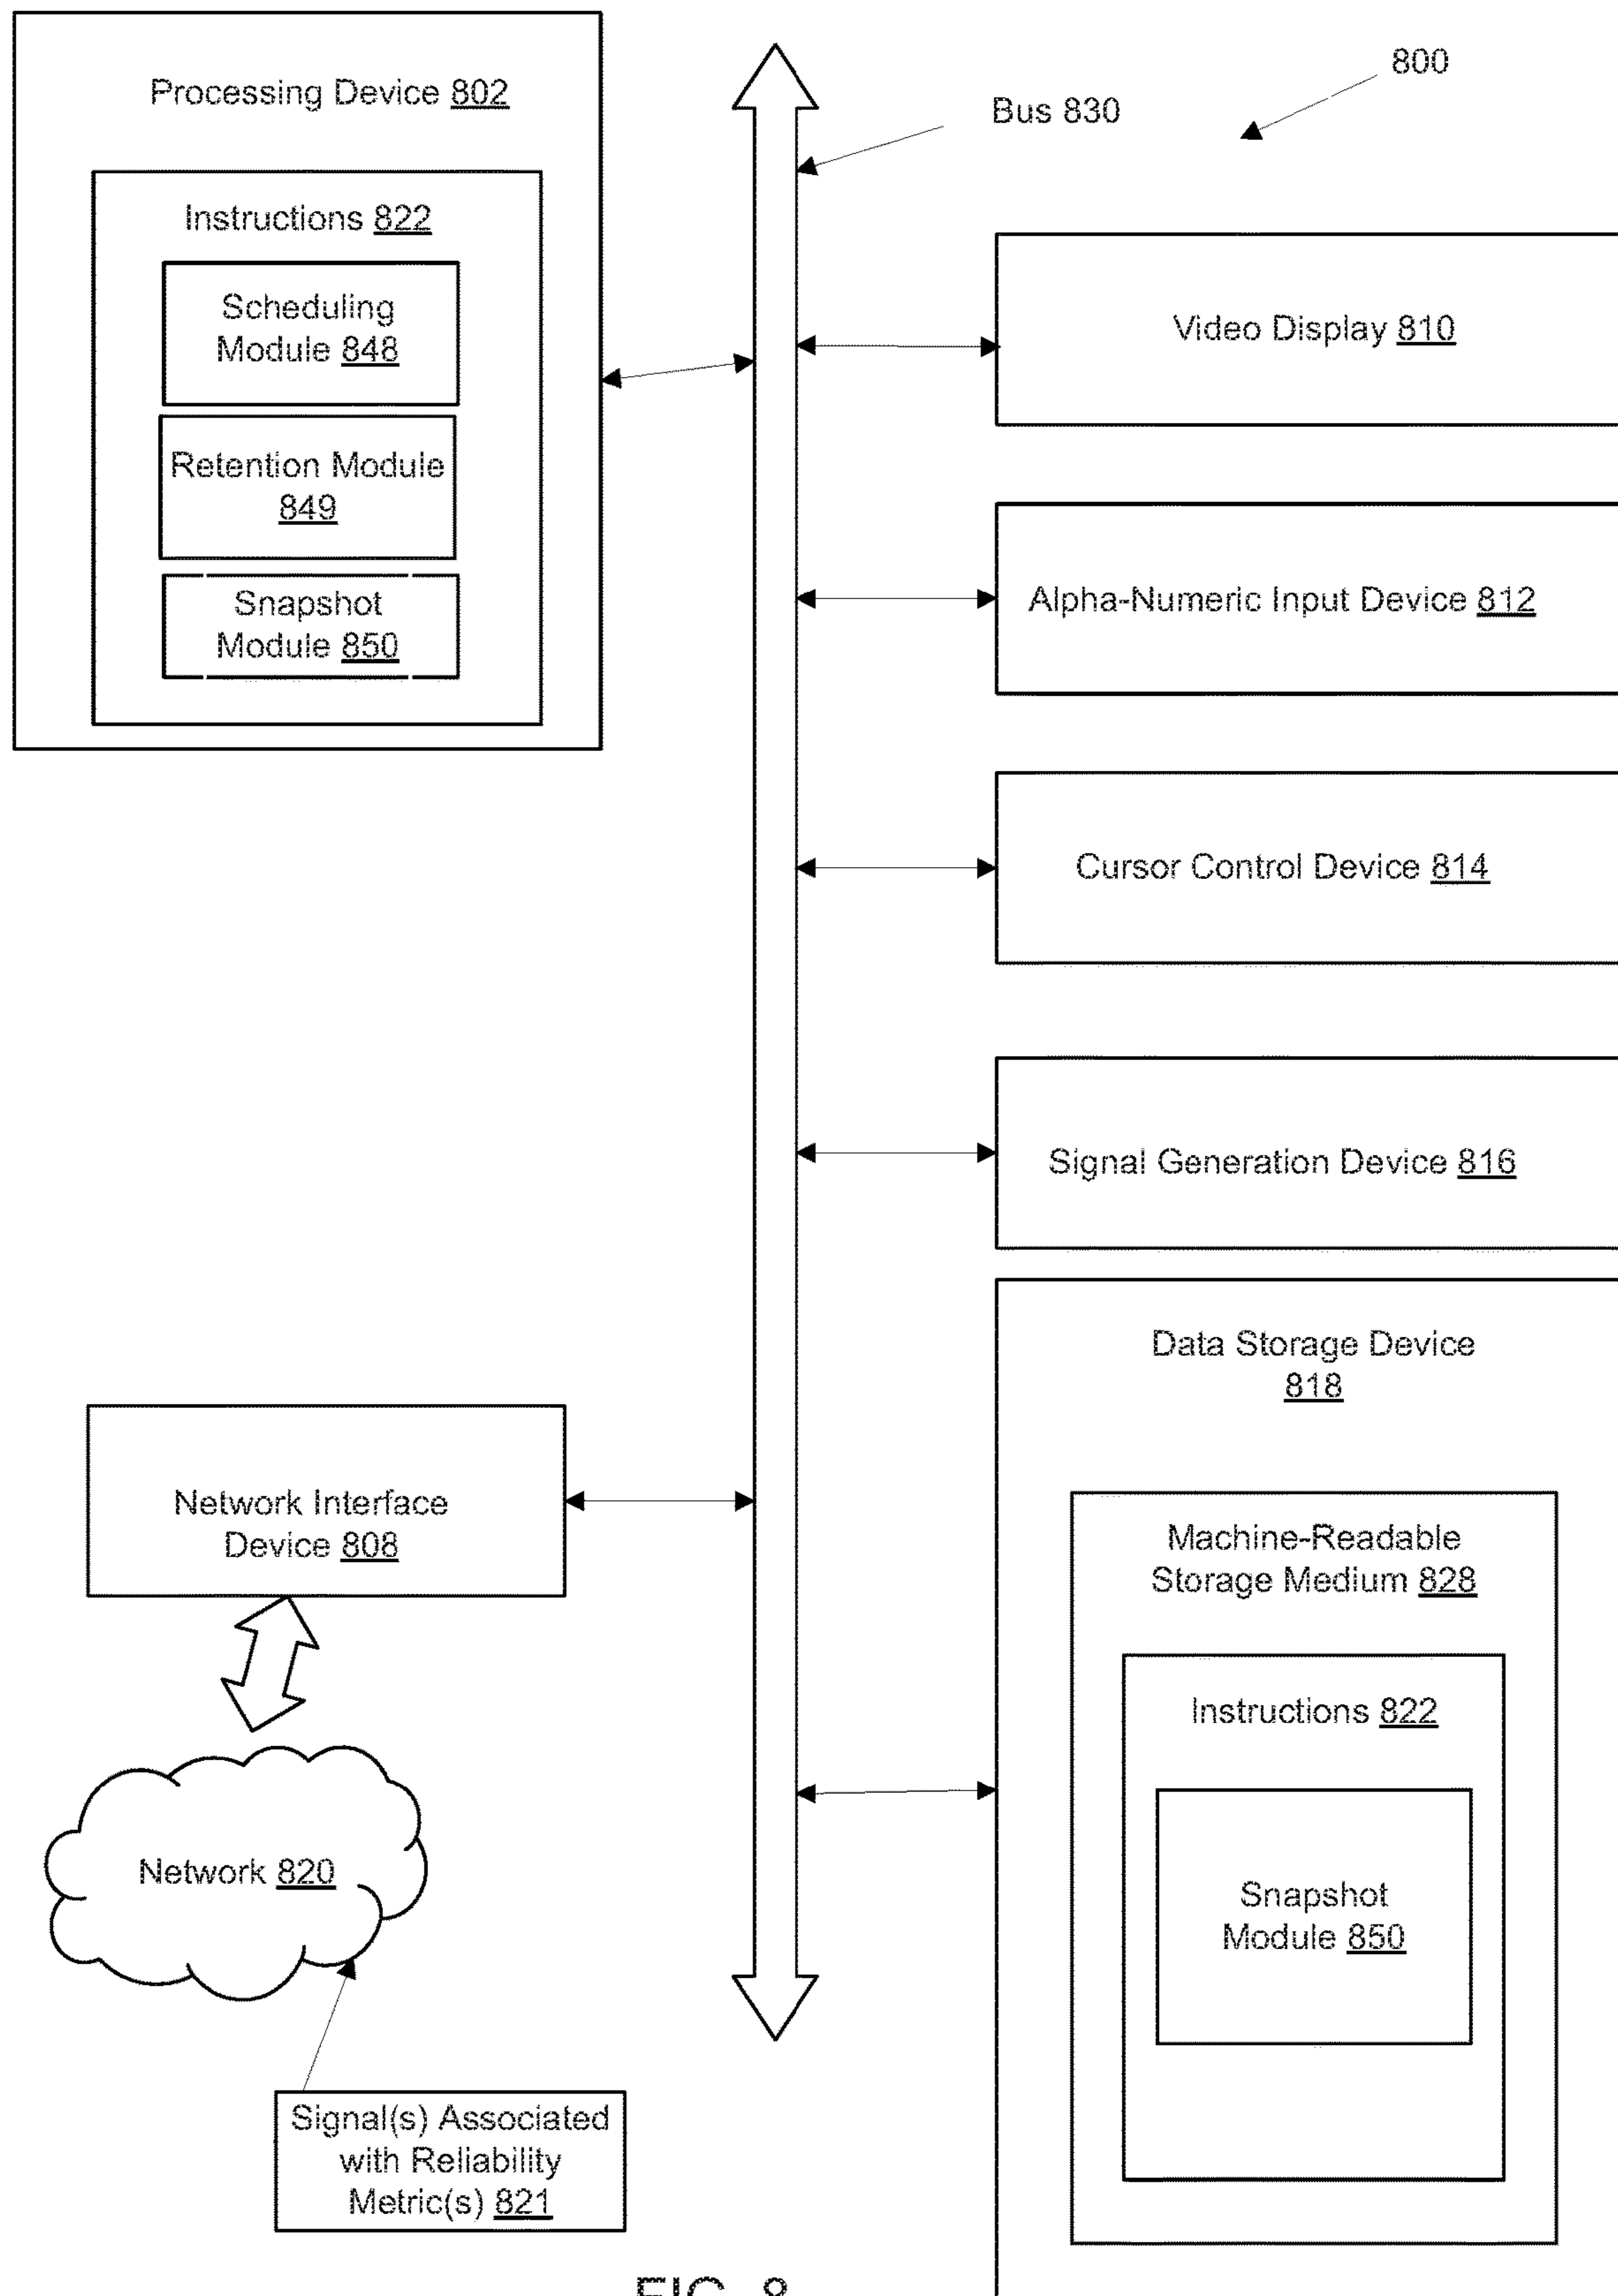 Processing Device 802
Instructions 822
Scheduling
Module 848
Retention Module
849
Snapshot
Module 850
Bus 830
800
Video Display 810
Alpha-Numeric Input Device 812
Cursor Control Device 814
Signal Generation Device 816
Data Storage Device
818
Machine-Readable
Storage Medium 828
Instructions 822
Snapshot
Module 850
Network Interface
Device 808
Network 820
Signal(s) Associated
with Reliability
Metric(s) 821
FIG. 8